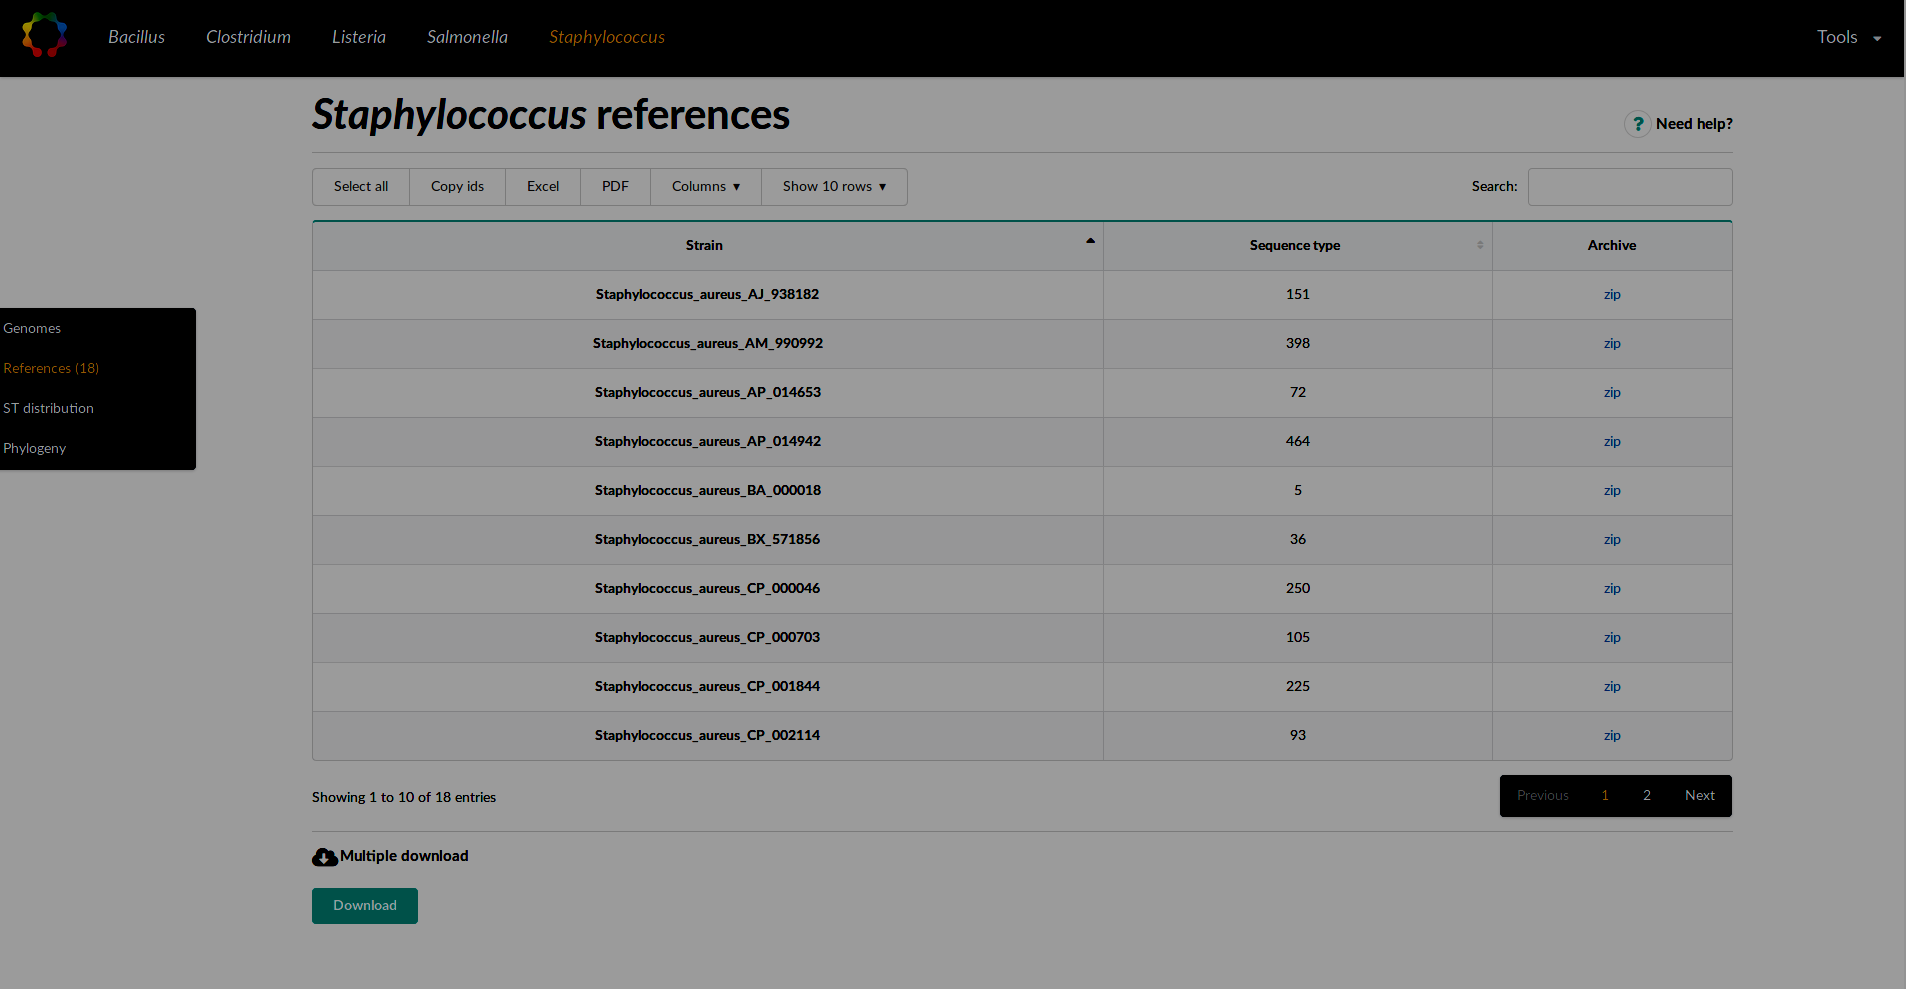 Bacillus Clostridium Listeria Salmonella Staphylococcus Tools
Staphylococcus references
? Need help?
Select all Copy ids Excel PDF Columns ▾ Show 10 rows ▾ Search:
Strain Sequence type Archive
Staphylococcus_aureus_AJ_938182 151 zip
Genomes
Staphylococcus_aureus_AM_990992 398 zip
References (18)
Staphylococcus_aureus_AP_014653 72 zip
ST distribution
Staphylococcus_aureus_AP_014942 464 zip
Phylogeny
Staphylococcus_aureus_BA_000018 5 zip
Staphylococcus_aureus_BX_571856 36 zip
Staphylococcus_aureus_CP_000046 250 zip
Staphylococcus_aureus_CP_000703 105 zip
Staphylococcus_aureus_CP_001844 225 zip
Staphylococcus_aureus_CP_002114 93 zip
Showing 1 to 10 of 18 entries Previous 1 2 Next
Multiple download
Download